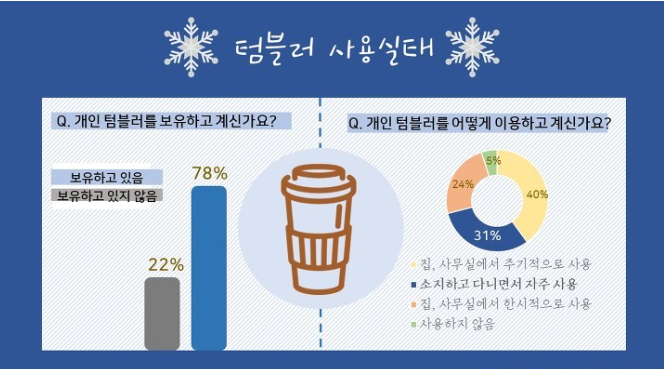 텀블러 사용실태
Q. 개인 텀블러를 보유하고 계신가요?
보유하고 있음
보유하고 있지 않음
78%
22%
Q. 개인 텀블러를 어떻게 이용하고 계신가요?
5%
24%
40%
31%
집, 사무실에서 주기적으로 사용
소지하고 다니면서 자주 사용
집, 사무실에서 한시적으로 사용
사용하지 않음